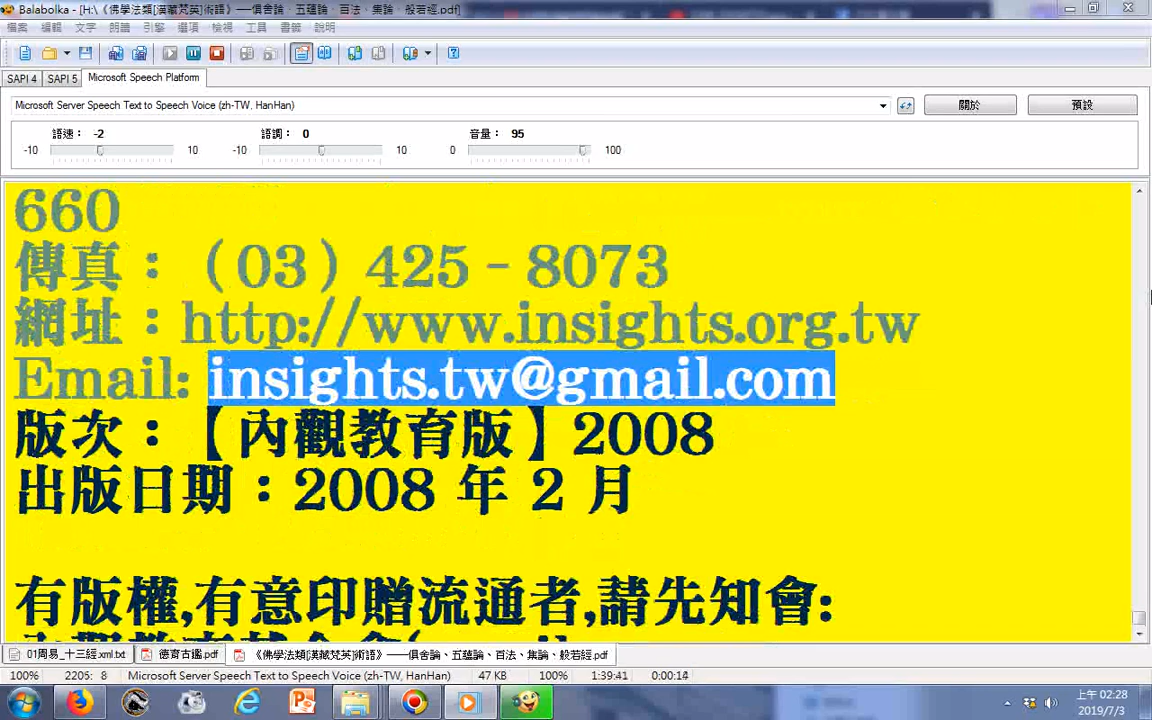 Balabolka - [H:\《佛學法類[漢藏梵英]術語》──俱舍論﹑五蘊論﹑百法﹑集論﹑般若經.pdf]
檔案 編輯 文字 朗讀 引擎 選項 檢視 工具 書籤 說明
SAPI 4 SAPI 5 Microsoft Speech Platform
Microsoft Server Speech Text to Speech Voice (zh-TW, HanHan) 關於 預設
語速： -2 語調： 0 音量： 95
-10 10 -10 10 0 100
660
傳真：（03）425－8073
網址：http://www.insights.org.tw
Email: insights.tw@gmail.com
版次：【內觀教育版】2008
出版日期：2008 年 2 月
有版權,有意印贈流通者,請先知會:
01周易_十三經.xml.txt 德育古鑑.pdf 《佛學法類[漢藏梵英]術語》──俱舍論﹑五蘊論﹑百法﹑集論﹑般若經.pdf
100% 2205: 8 Microsoft Server Speech Text to Speech Voice (zh-TW, HanHan) 47 KB 100% 1:39:41 0:00:14
上午 02:28
2019/7/3